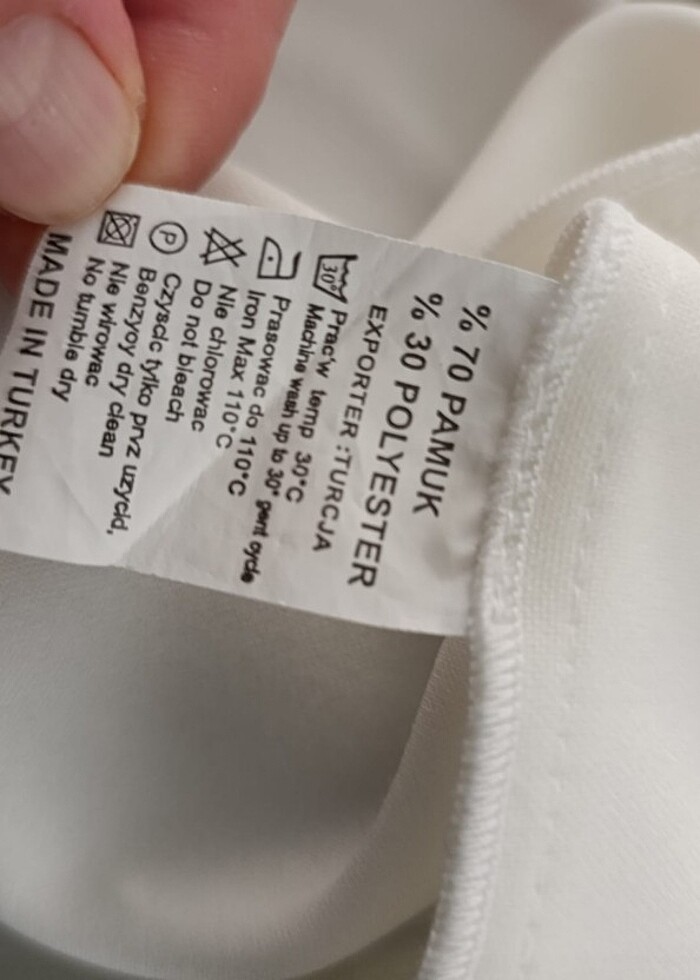 % 70 PAMUK
% 30 POLYESTER
EXPORTER :TURCJA
30°
Prac'w temp 30°C
Machine wash up to 30° gent cycle
Prasowac do 110°C
Iron Max 110°C
Nie chlorowac
Do not bleach
P
Czyscic tylko prvz uzycid,
Benzyoy dry clean
Nie wirowac
No tumble dry
MADE IN TURKEY